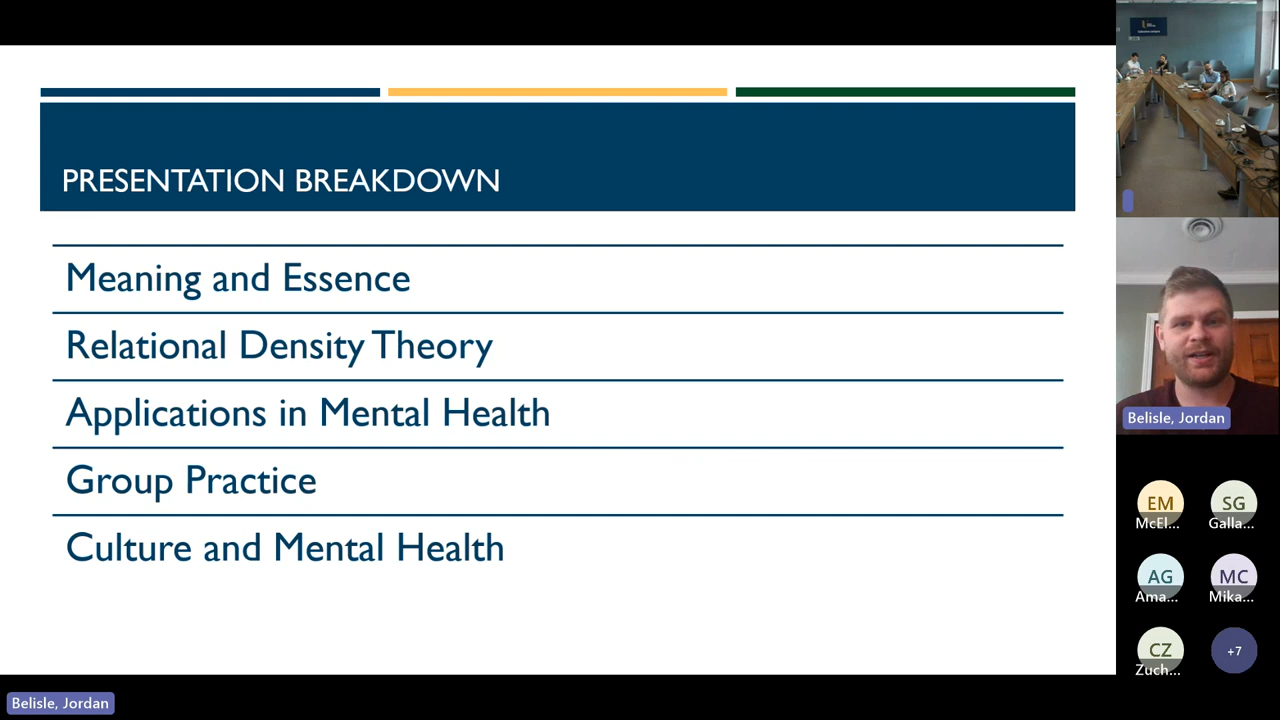 PRESENTATION BREAKDOWN
Meaning and Essence
Relational Density Theory
Applications in Mental Health
Group Practice
Culture and Mental Health
Belisle, Jordan
EM
McEl...
SG
Galla...
AG
Ama...
MC
Mika...
CZ
Zuch...
+7
Belisle, Jordan